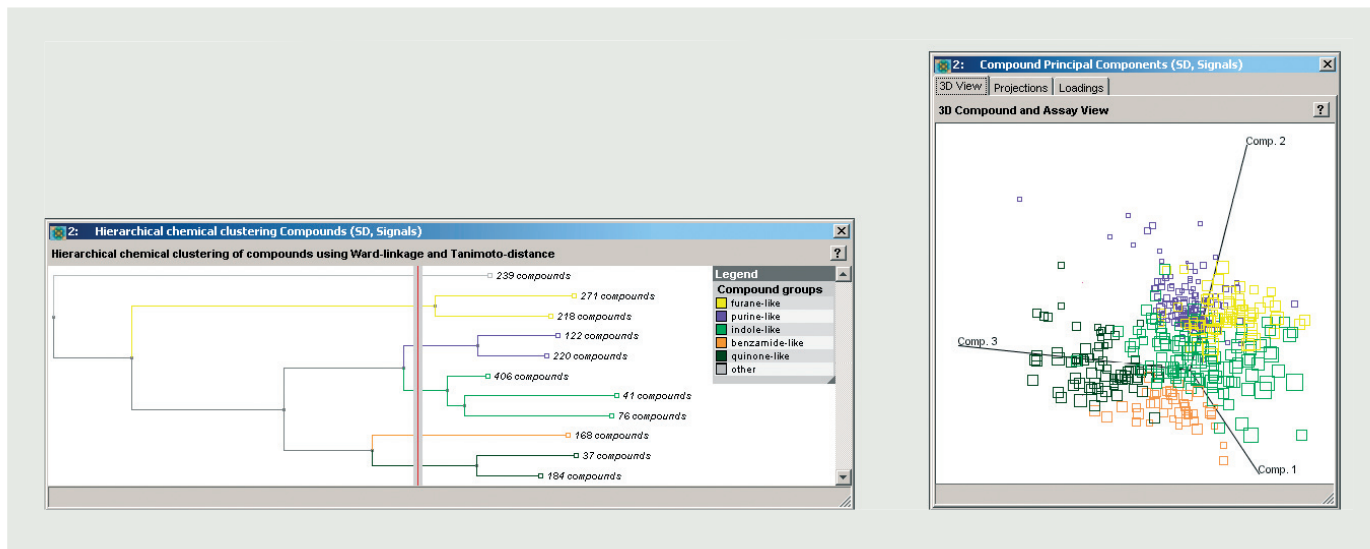 2: Hierarchical chemical clustering Compounds (SD, Signals)
Hierarchical chemical clustering of compounds using Ward-linkage and Tanimoto-distance
?
239 compounds
271 compounds
218 compounds
122 compounds
220 compounds
406 compounds
41 compounds
76 compounds
168 compounds
37 compounds
184 compounds
Legend
Compound groups
furane-like
purine-like
indole-like
benzamide-like
quinone-like
other
2: Compound Principal Components (SD, Signals)
3D View Projections Loadings
3D Compound and Assay View
?
Comp. 2
Comp. 3
Comp. 1